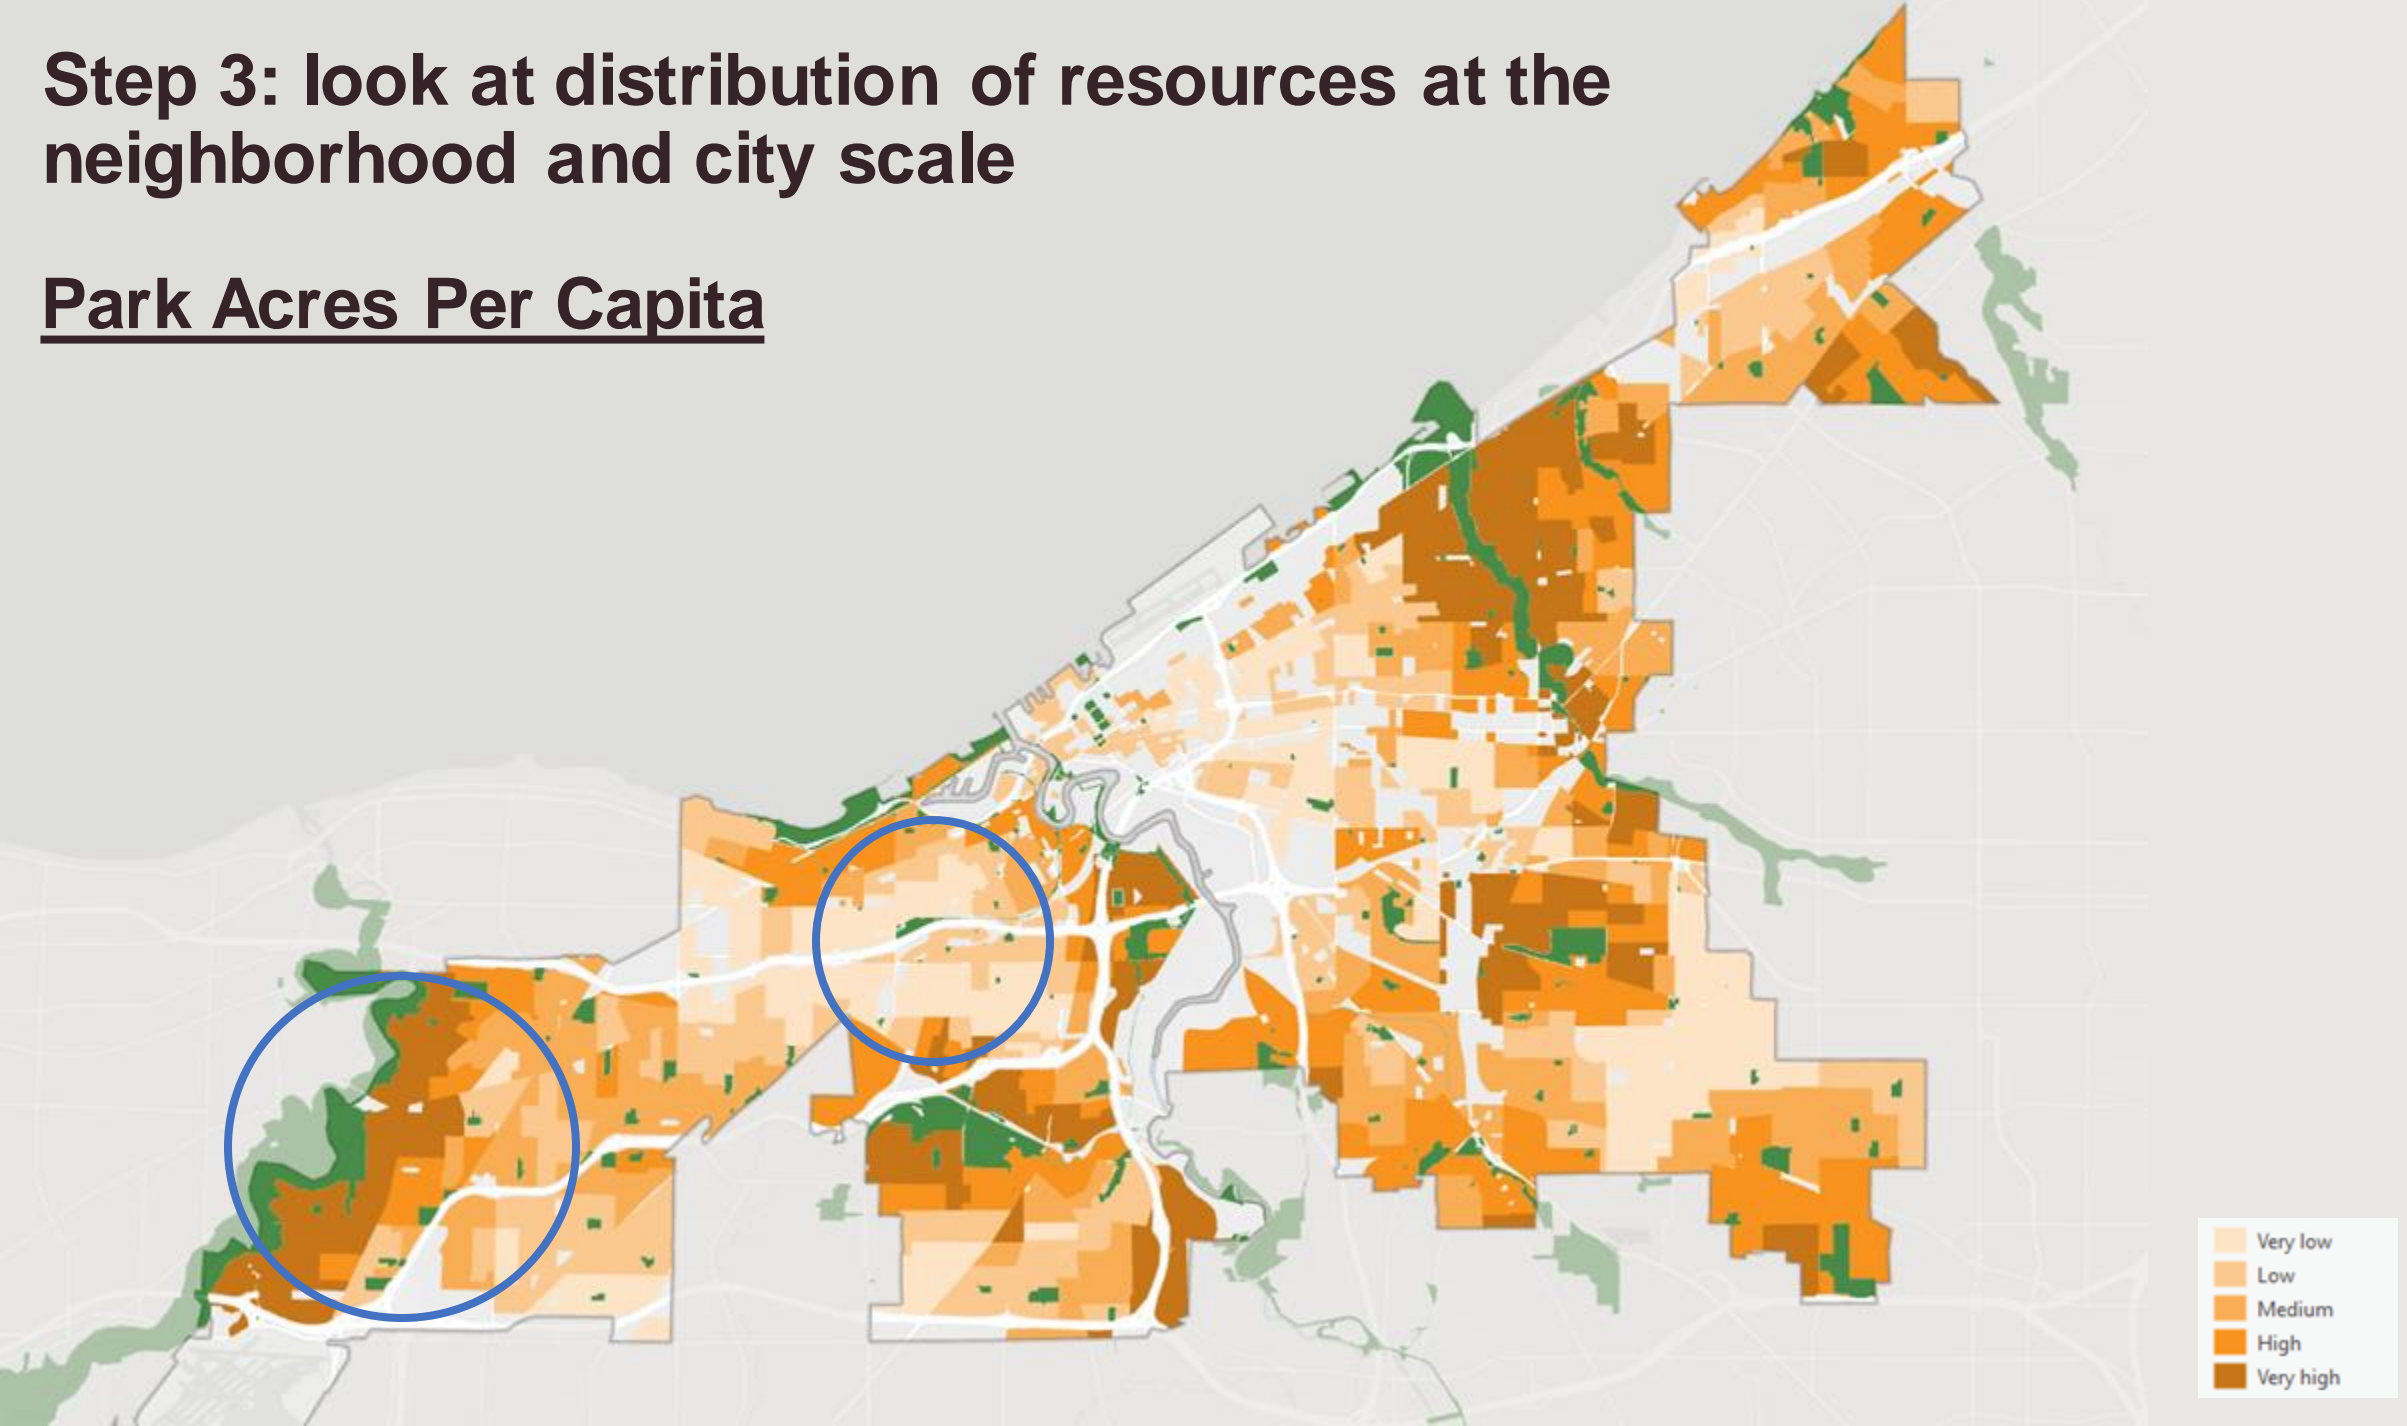 Step 3: look at distribution of resources at the
neighborhood and city scale
Park Acres Per Capita
Very low
Low
Medium
High
Very high